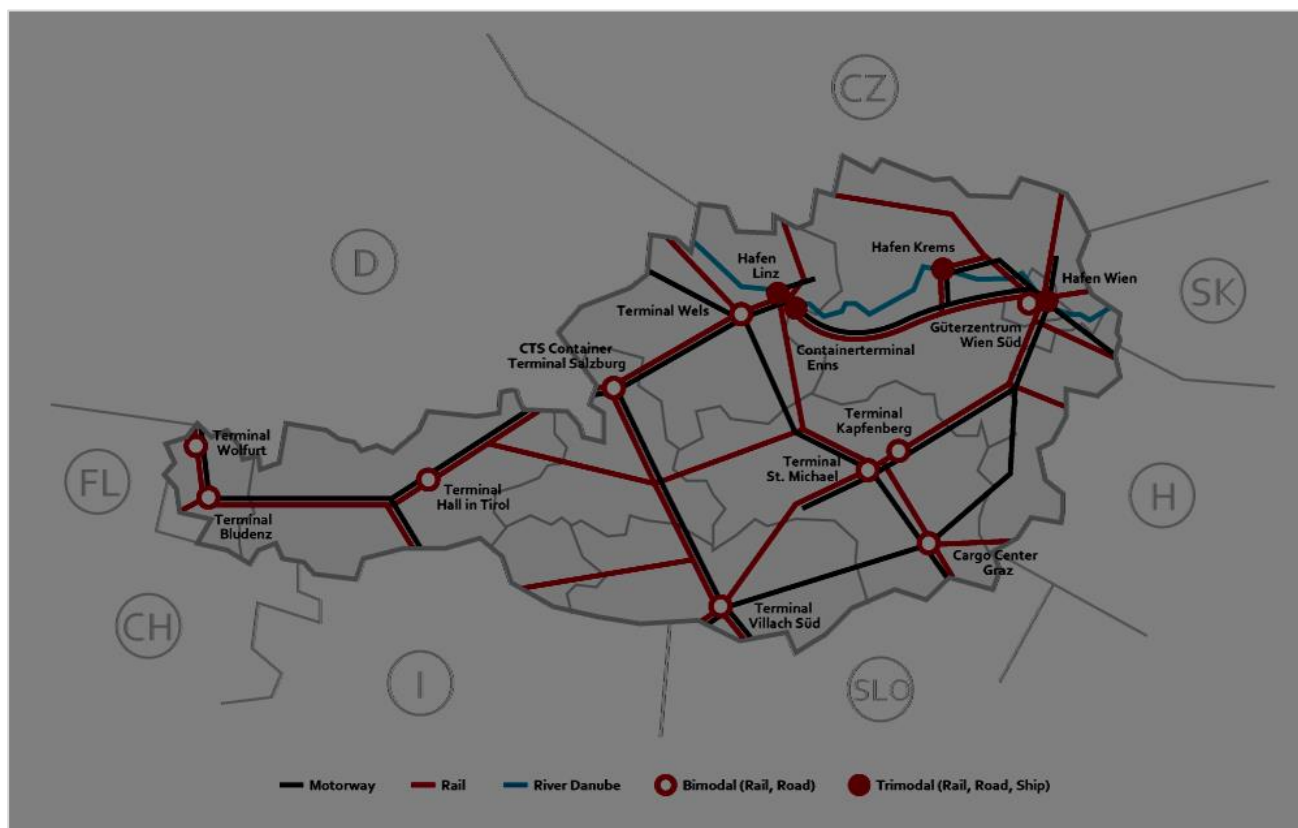 CZ
D
SK
Hafen Krems
Hafen
Linz
Hafen Wien
Terminal Wels
Güterzentrum
Wien Süd
CTS Container
Terminal Salzburg
Containerterminal
Enns
Terminal
Kapfenberg
Terminal
Wolfurt
Terminal
St. Michael
FL
Terminal
Hall in Tirol
H
Terminal
Bludenz
Cargo Center
Graz
CH
Terminal
Villach Süd
I
SLO
Motorway
Rail
River Danube
Bimodal (Rail, Road)
Trimodal (Rail, Road, Ship)